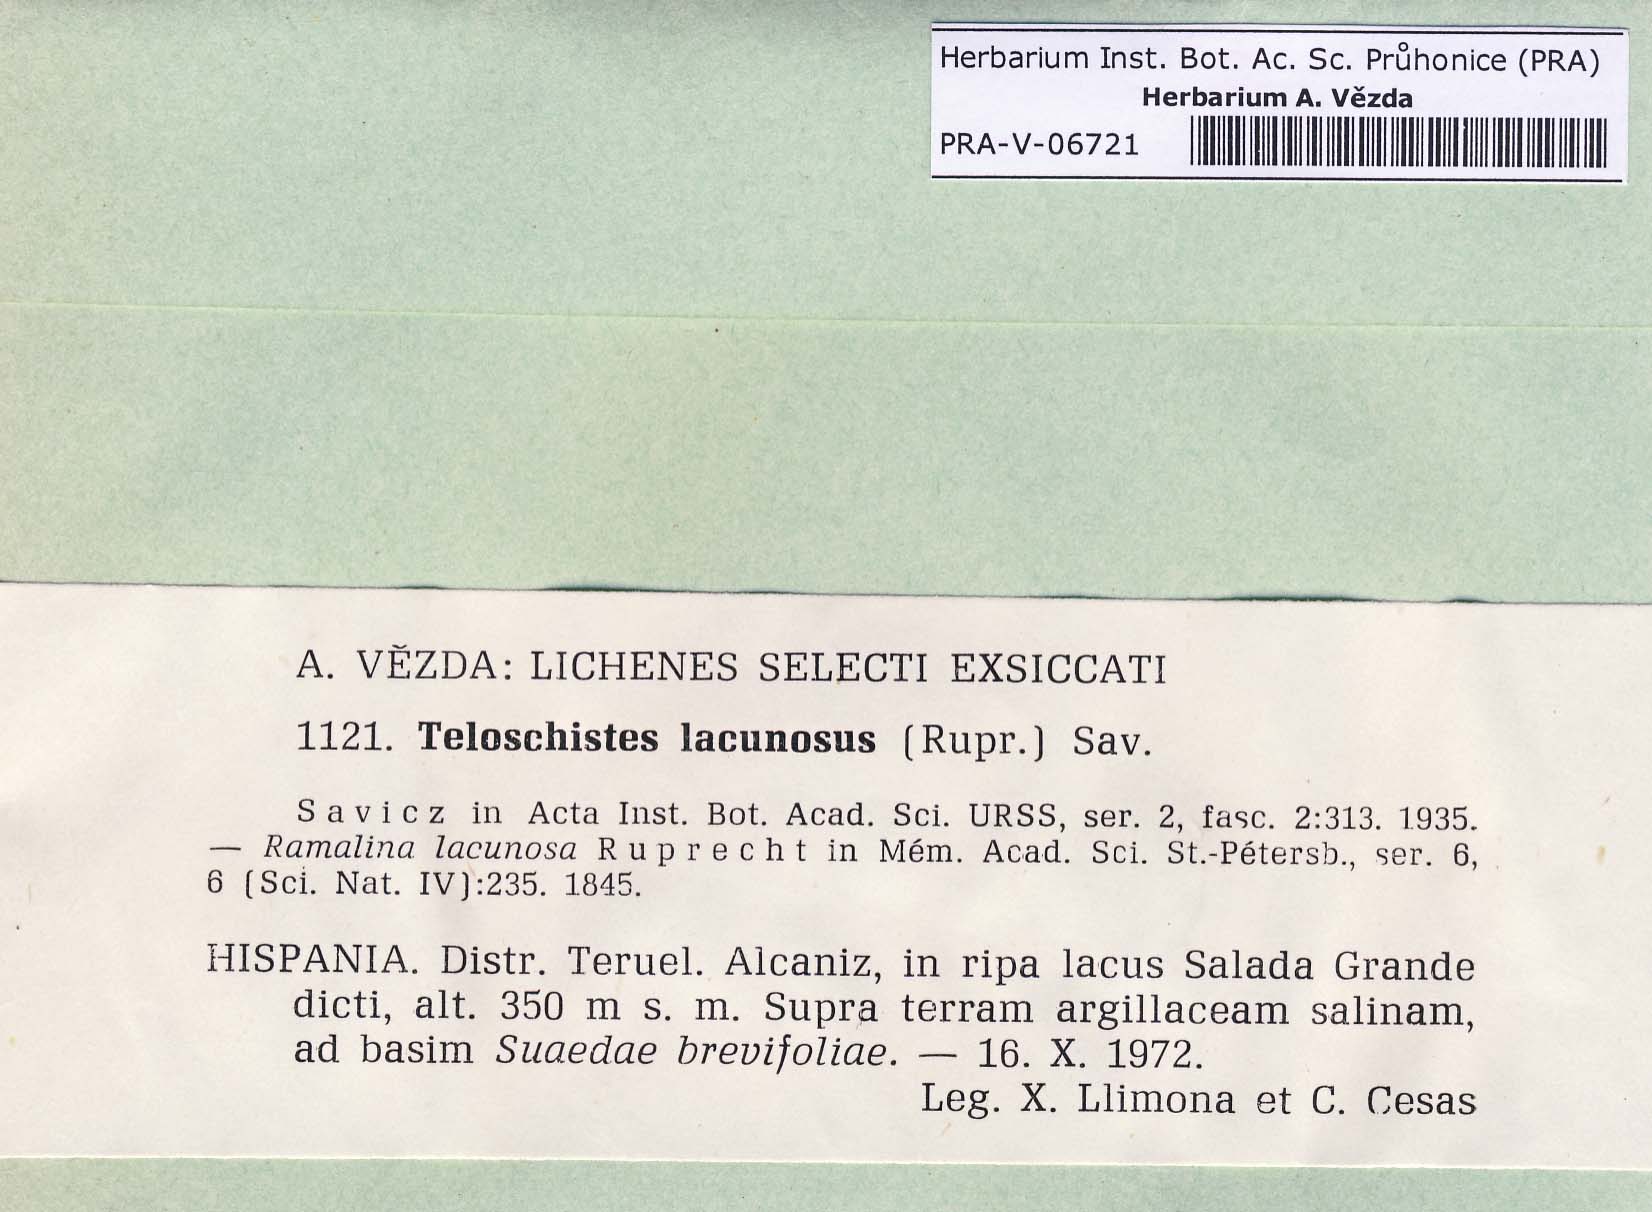 Herbarium Inst. Bot. Ac. Sc. Průhonice (PRA)
Herbarium A. Vězda
PRA-V-06721
A. VĚZDA: LICHENES SELECTI EXSICCATI
1121. Teloschistes lacunosus (Rupr.) Sav.
Savicz in Acta Inst. Bot. Acad. Sci. URSS, ser. 2, fasc. 2:313. 1935.
— Ramalina lacunosa Ruprecht in Mém. Acad. Sci. St.-Pétersb., ser. 6,
6 (Sci. Nat. IV):235. 1845.
HISPANIA. Distr. Teruel. Alcaniz, in ripa lacus Salada Grande
dicti, alt. 350 m s. m. Supra terram argillaceam salinam,
ad basim Suaedae brevifoliae. — 16. X. 1972.
Leg. X. Llimona et C. Cesas